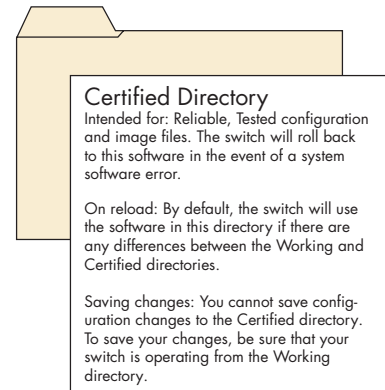 Certified Directory
Intended for: Reliable, Tested configuration
and image files. The switch will roll back
to this software in the event of a system
software error.
On reload: By default, the switch will use
the software in this directory if there are
any differences between the Working and
Certified directories.
Saving changes: You cannot save config-
uration changes to the Certified directory.
To save your changes, be sure that your
switch is operating from the Working
directory.